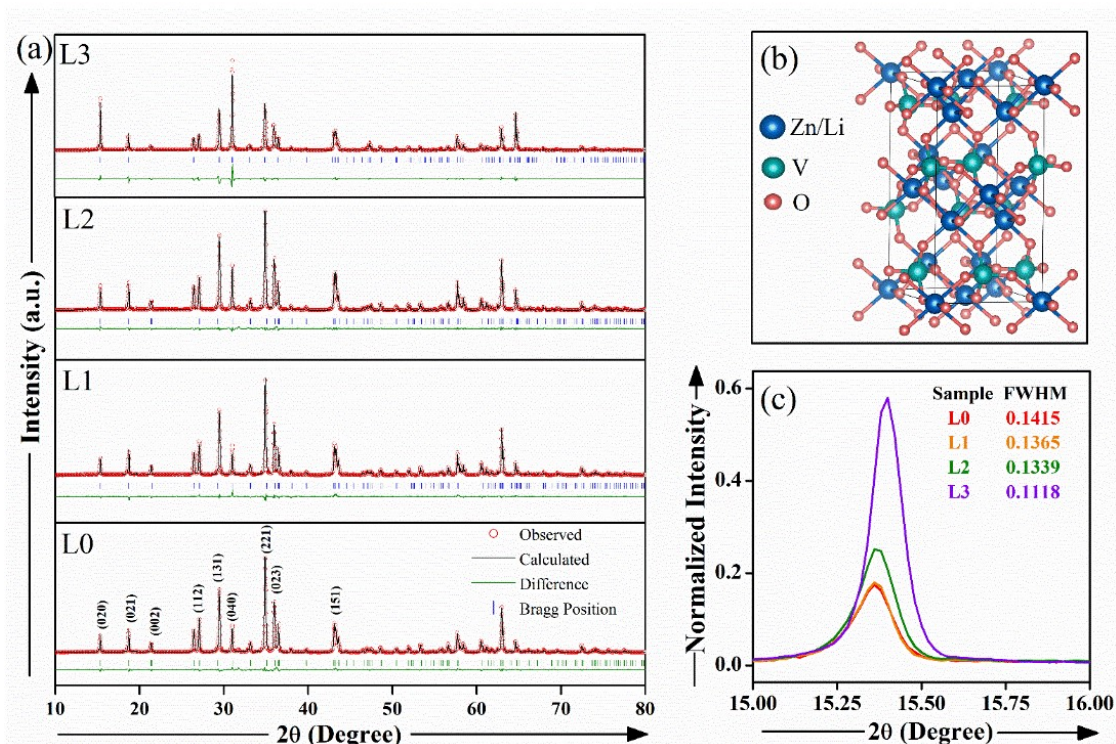 (a)
Intensity (a.u.)
L3
L2
L1
L0
(020)
(021)
(002)
(112)
(131)
(040)
(221)
(023)
(151)
Observed
Calculated
Difference
Bragg Position
10 20 30 40 50 60 70 80
2θ (Degree)
(b)
Zn/Li
V
O
(c)
Normalized Intensity
0.6
0.4
0.2
0.0
Sample FWHM
L0 0.1415
L1 0.1365
L2 0.1339
L3 0.1118
15.00 15.25 15.50 15.75 16.00
2θ (Degree)